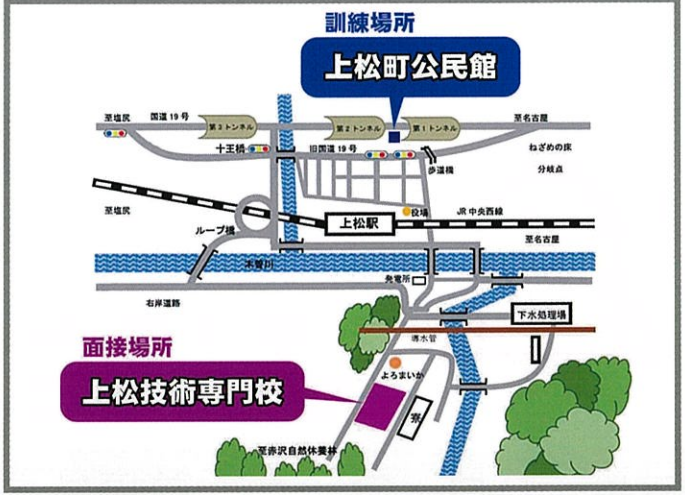 訓練場所
上松町公民館
至塩尻
国道19号
第3トンネル
第2トンネル
第1トンネル
至名古屋
十王橋
旧国道19号
歩道橋
ねざめの床
分岐点
至塩尻
ループ橋
上松駅
役場
JR中央西線
至名古屋
木曽川
発電所
右岸道路
下水処理場
導水管
面接場所
上松技術専門校
よろまいか
寮
至赤沢自然休養林